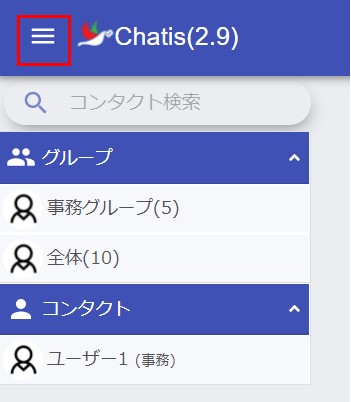 Chatis(2.9)
コンタクト検索
グループ
事務グループ(5)
全体(10)
コンタクト
ユーザー1 (事務)